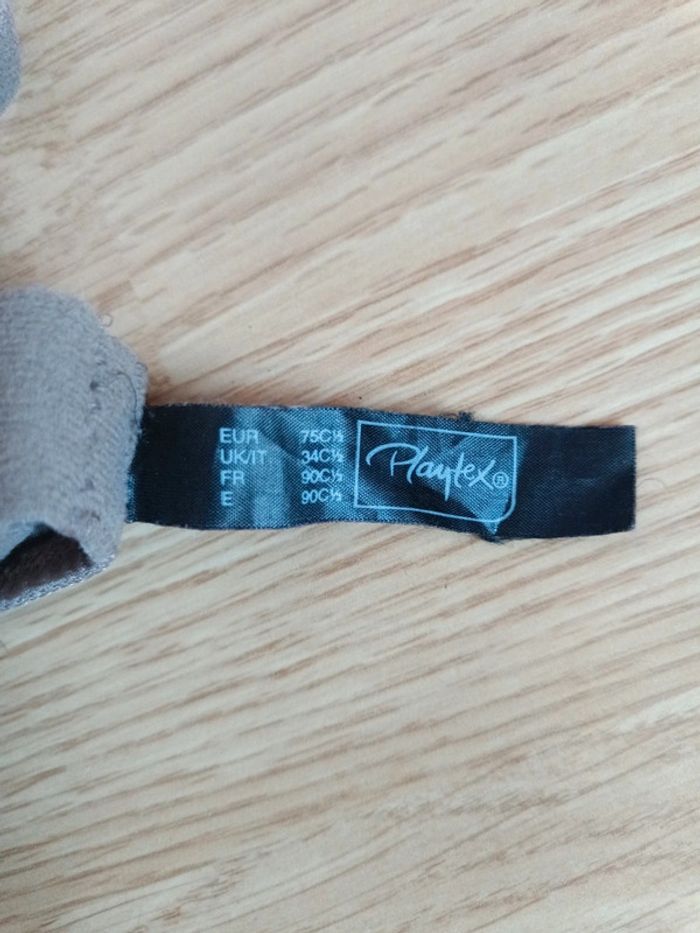 EUR 75C½
UK/IT 34C½
FR 90C½
E 90C½
Playtex®